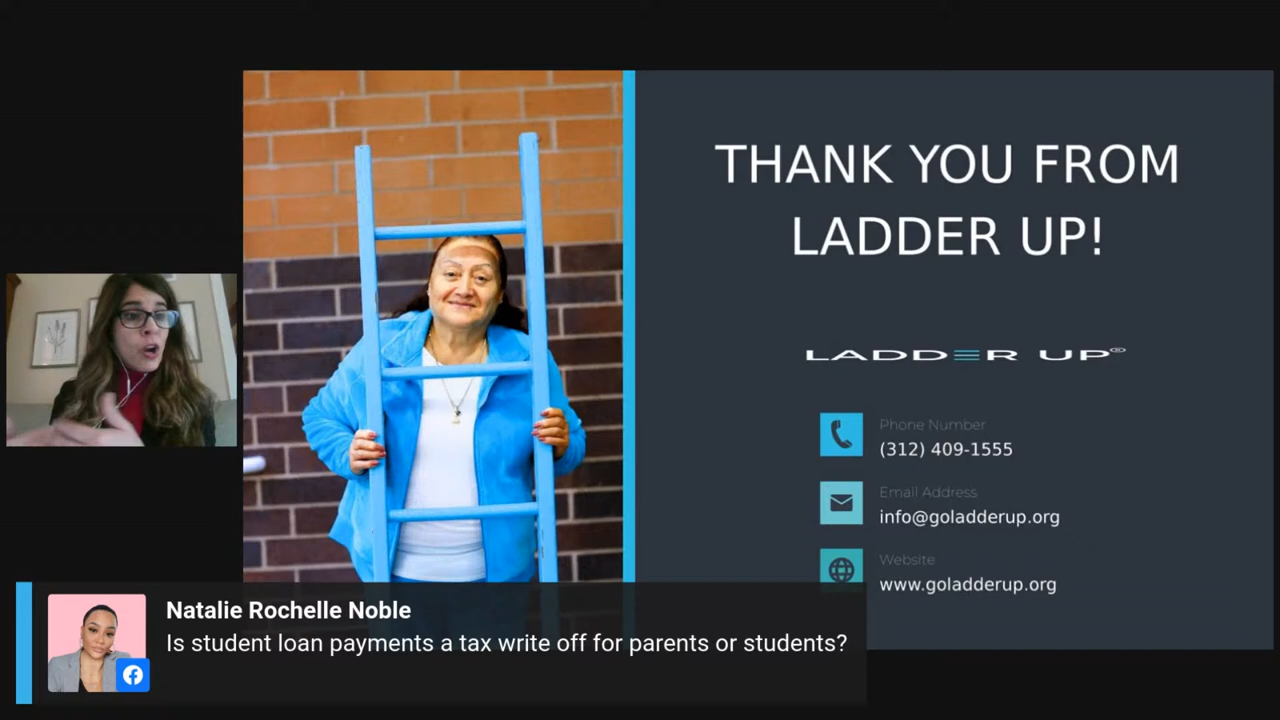 THANK YOU FROM
LADDER UP!
LADDER UP®
Phone Number
(312) 409-1555
Email Address
info@goladderup.org
Website
www.goladderup.org
Natalie Rochelle Noble
Is student loan payments a tax write off for parents or students?